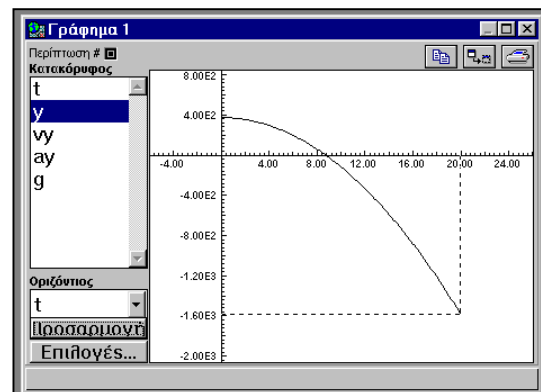 Γράφημα 1
Περίπτωση #
Κατακόρυφος
t
y
vy
ay
g
Οριζόντιος
t
Προσαρμογή
Επιλογές...
8.00E2
4.00E2
-4.00 4.00 8.00 12.00 16.00 20.00 24.00
-4.00E2
-8.00E2
-1.20E3
-1.60E3
-2.00E3